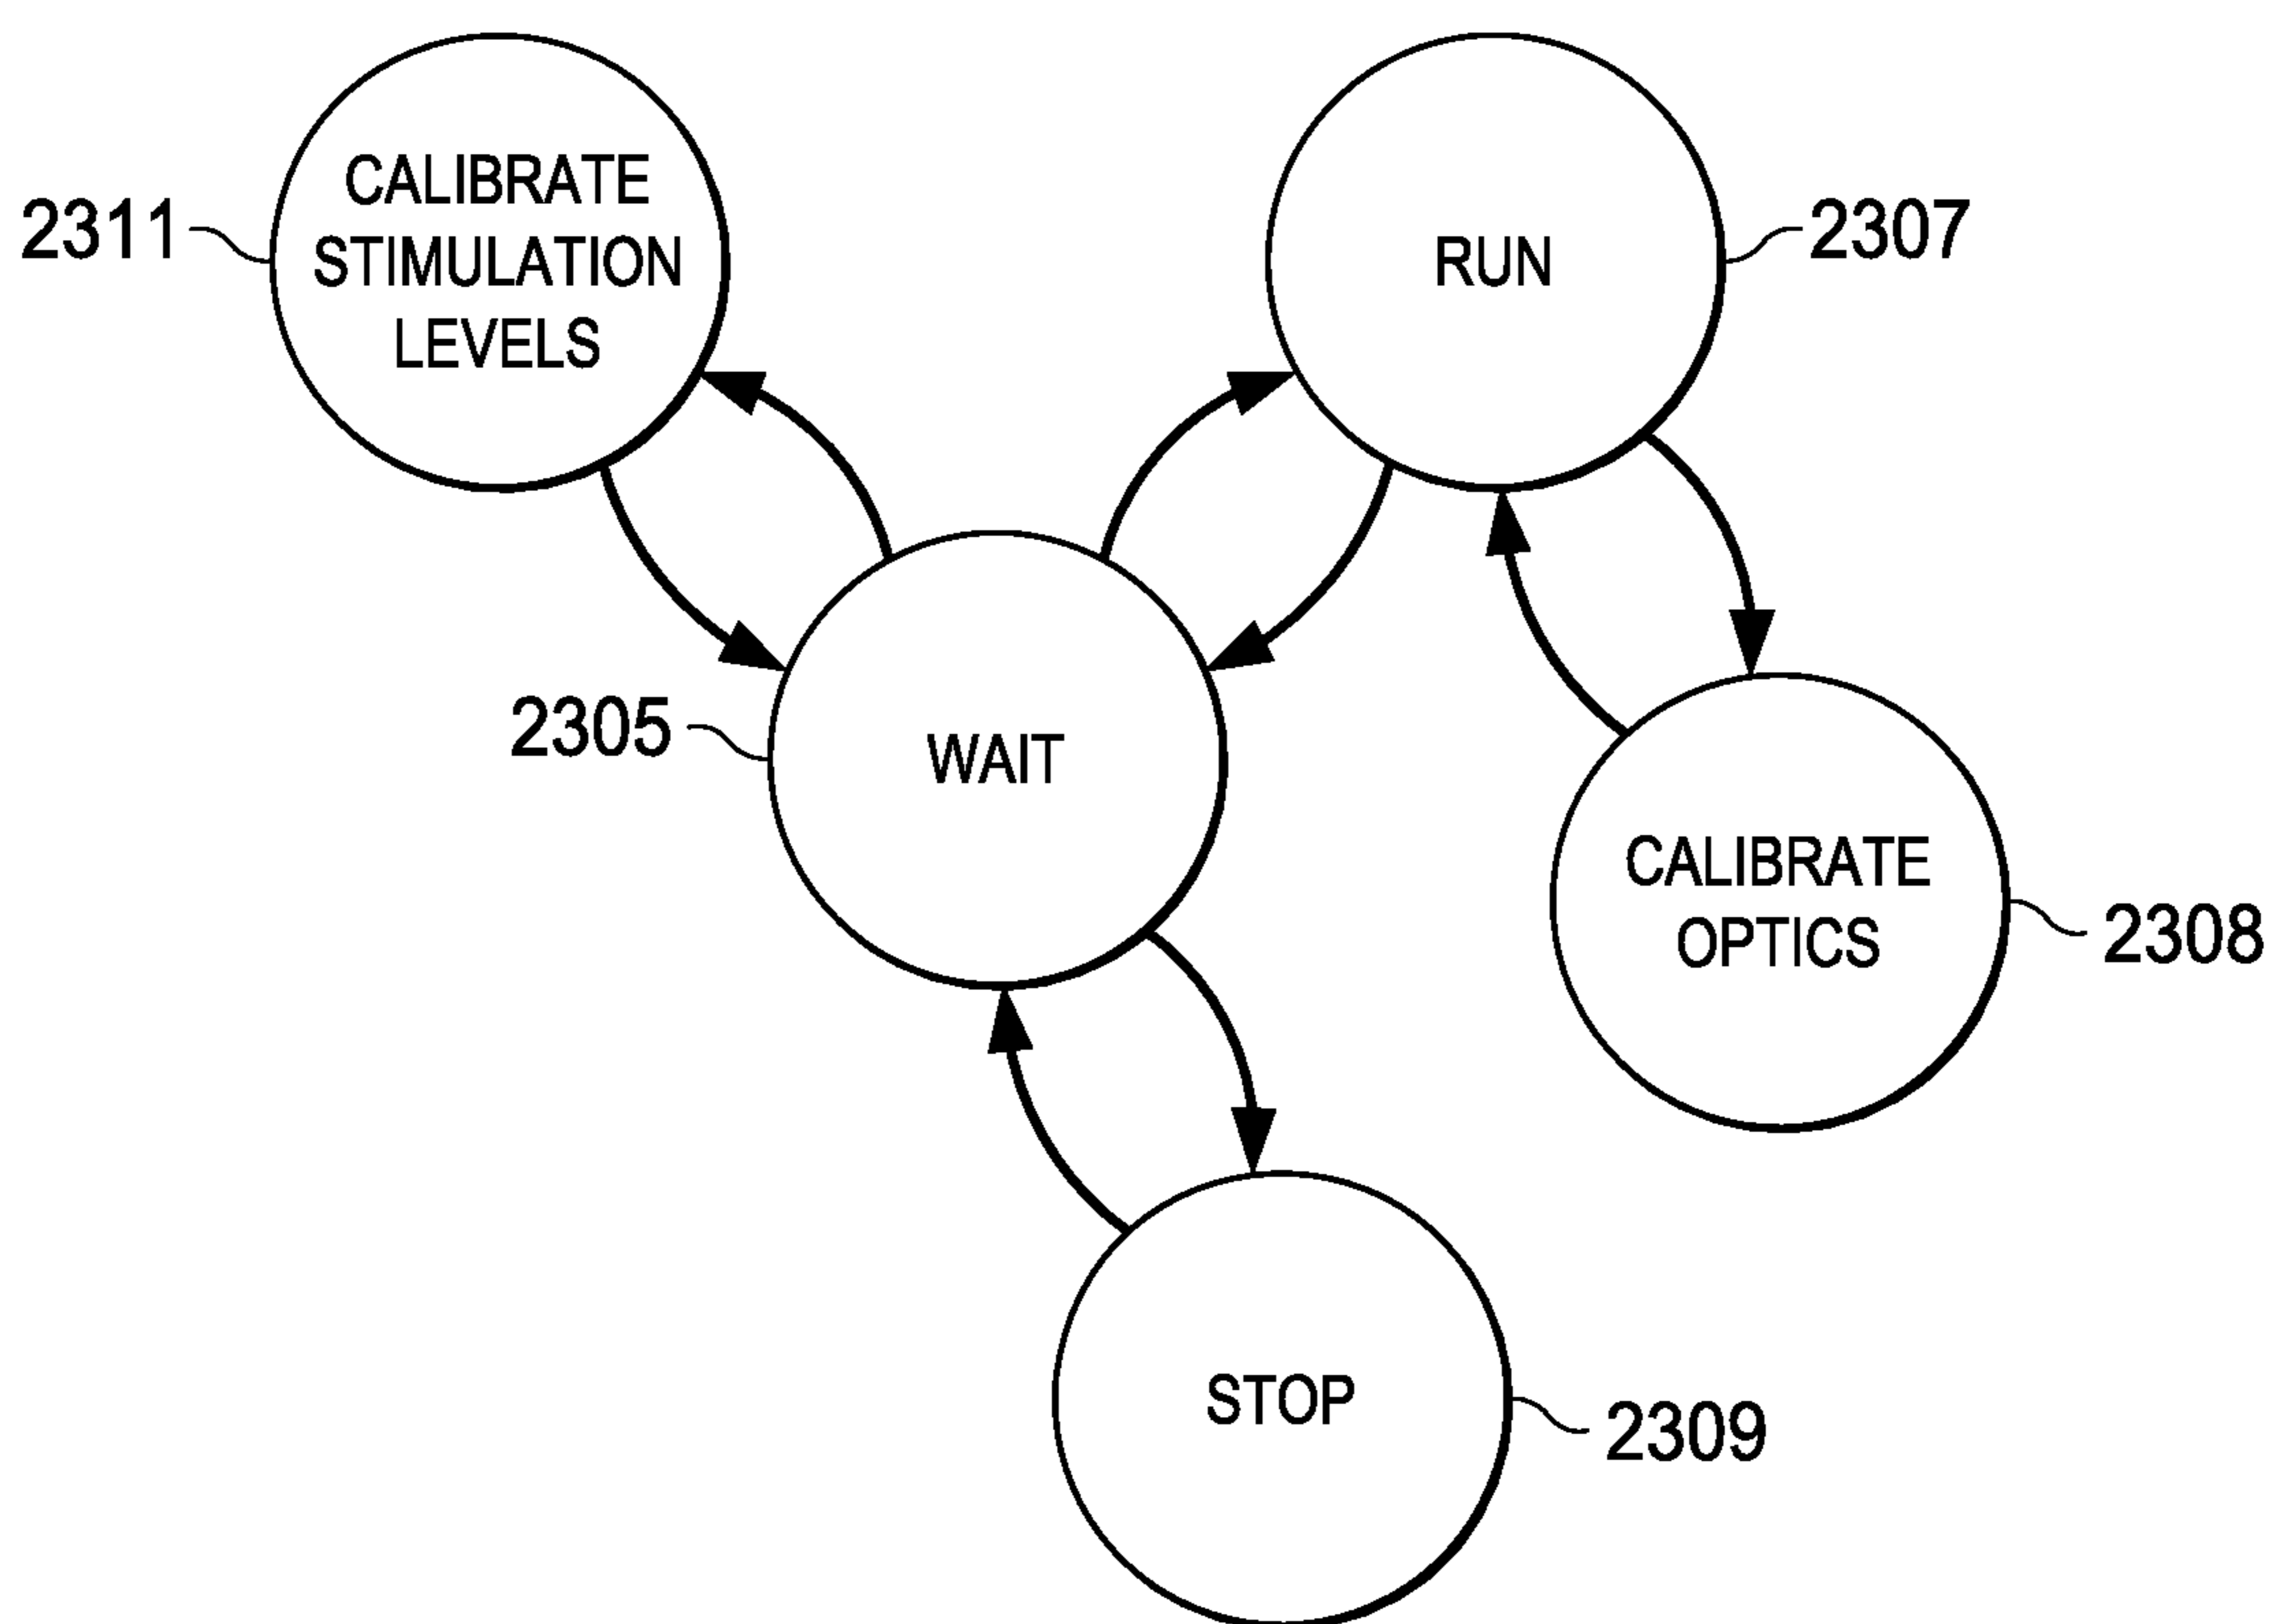 2311
CALIBRATE
STIMULATION
LEVELS
RUN
2307
2305
WAIT
CALIBRATE
OPTICS
2308
STOP
2309